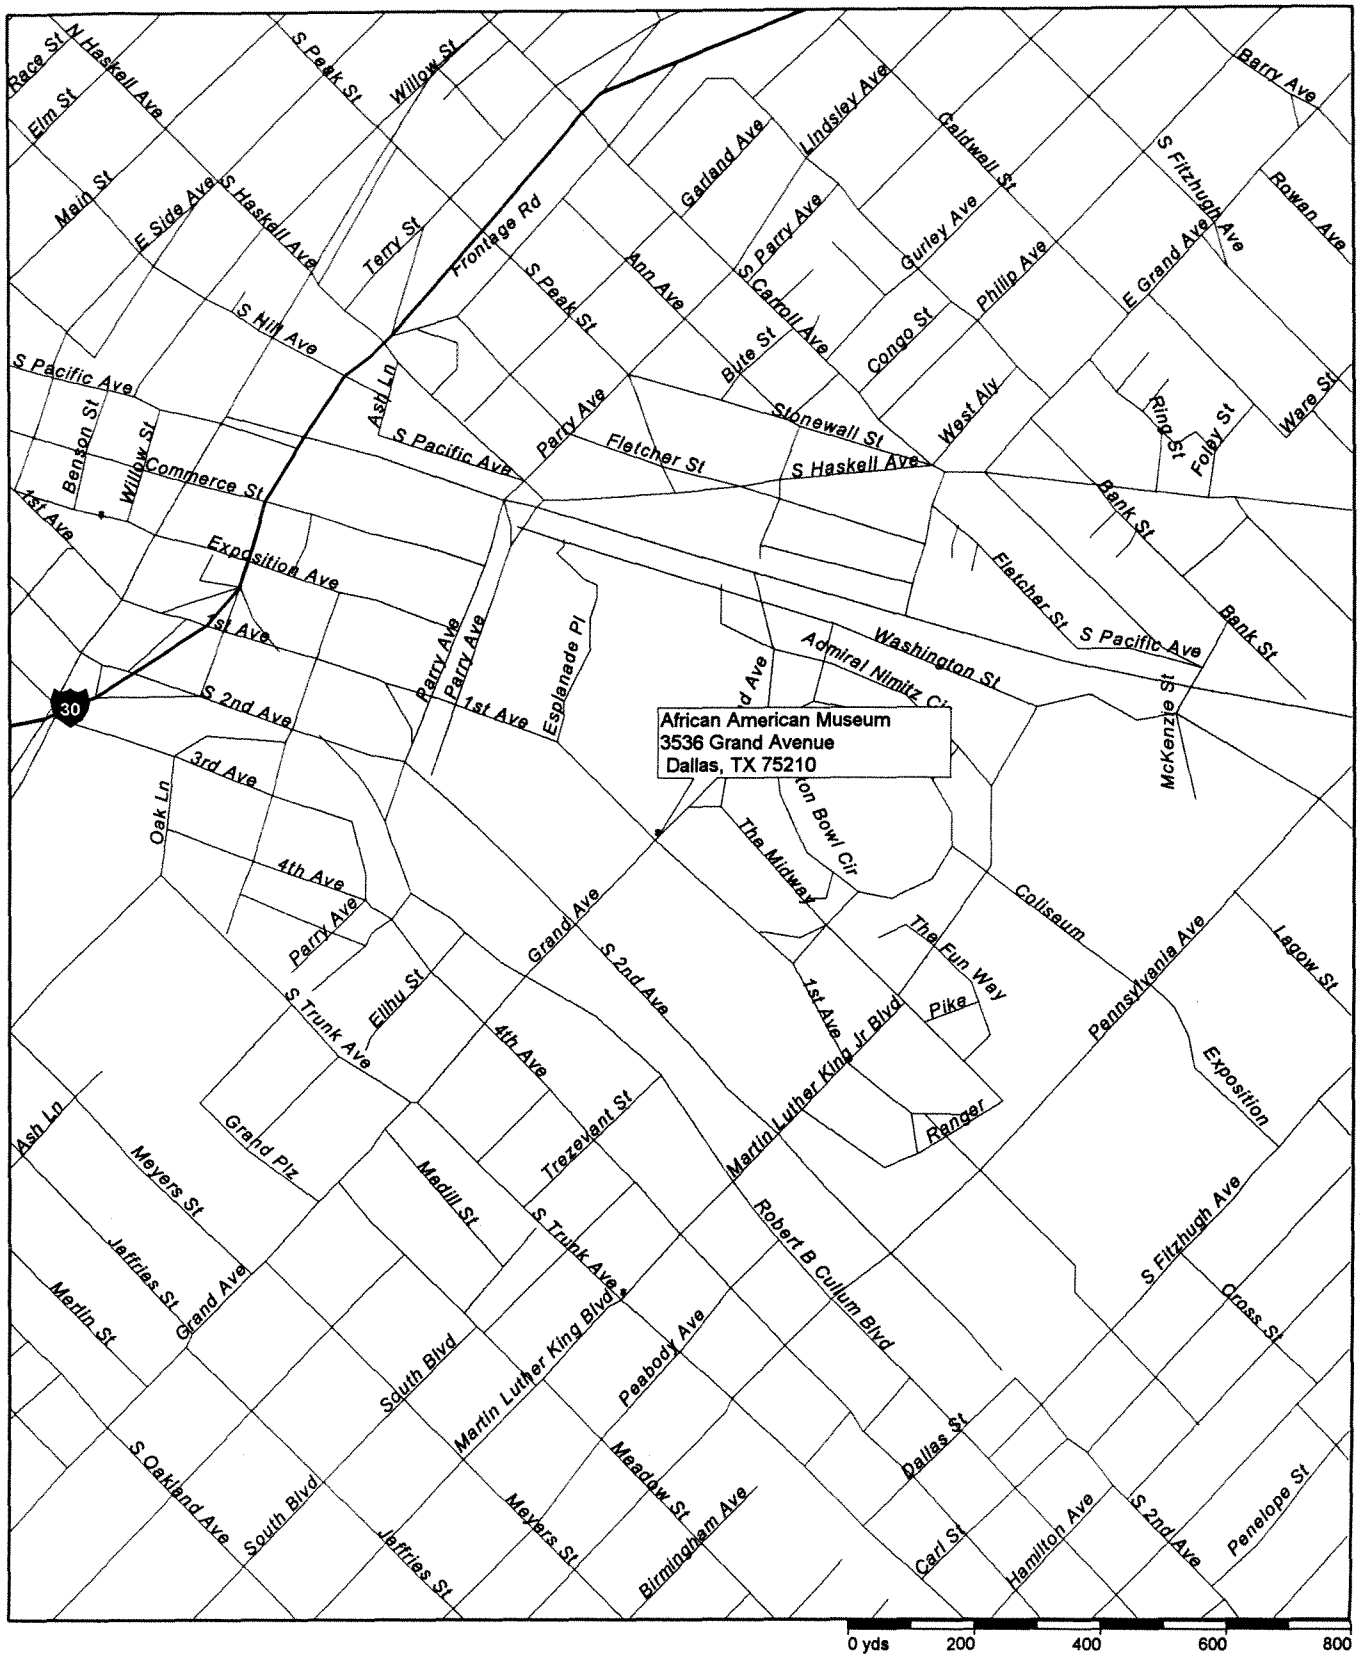 Race St
N Haskell Ave
S Peak St
Willow St
Barry Ave
Elm St
Lindsley Ave
Caldwell St
Garland Ave
S Fitzhugh Ave
Rowan Ave
Main St
E Side Ave
S Haskell Ave
Terry St
Frontage Rd
S Parry Ave
Gurley Ave
Philip Ave
E Grand Ave
Ann Ave
S Peak St
S Carroll Ave
S Hill Ave
Bute St
Congo St
S Pacific Ave
Ash Ln
Parry Ave
Stonewall St
West Aly
Ring St
Foley St
Ware St
Benson St
Willow St
S Pacific Ave
Fletcher St
S Haskell Ave
Commerce St
1st Ave
Bank St
Exposition Ave
Fletcher St
1st Ave
Parry Ave
Parry Ave
Esplanade Pl
S Pacific Ave
Bank St
Washington St
Admiral Nimitz Cir
nd Ave
30
S 2nd Ave
1st Ave
McKenzie St
African American Museum
3536 Grand Avenue
Dallas, TX 75210
3rd Ave
Oak Ln
ton Bowl Cir
The Midway
4th Ave
Parry Ave
Grand Ave
Coliseum
S 2nd Ave
The Fun Way
Pennsylvania Ave
Lagow St
Elihu St
1st Ave
Pike
S Trunk Ave
4th Ave
Martin Luther King Jr Blvd
Exposition
Ash Ln
Grand Plz
Trezevant St
Ranger
Meyers St
Madill St
S Trunk Ave
Robert B Cullum Blvd
S Fitzhugh Ave
Jeffries St
Grand Ave
Merlin St
Cross St
South Blvd
Martin Luther King Blvd
Peabody Ave
Dallas St
S Oakland Ave
South Blvd
Meadow St
Meyers St
Jeffries St
Birmingham Ave
Carl St
Hamilton Ave
S 2nd Ave
Penelope St
0 yds 200 400 600 800